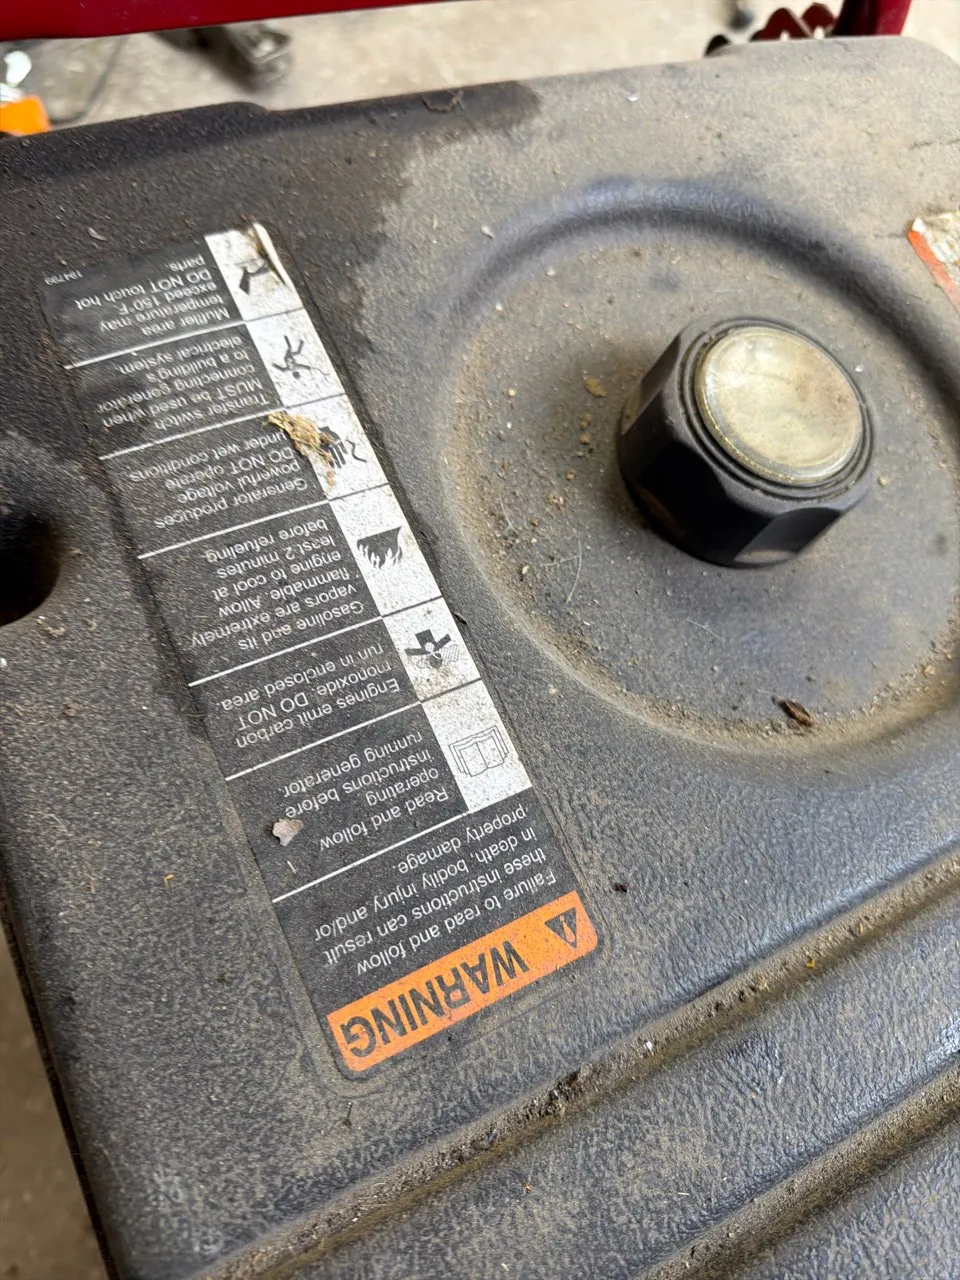 WARNING
Failure to read and follow
these instructions can result
in death, bodily injury, and/or
property damage.
Read and follow
operating
instructions before
running generator.
Engines emit carbon
monoxide. DO NOT
run in enclosed area.
Gasoline and its
vapors are extremely
flammable. Allow
engine to cool at
least 2 minutes
before refueling
Generator produces
powerful voltage
DO NOT operate
under wet conditions.
Transfer switch
MUST be used when
connecting generator
to a building's
electrical system.
Muffler area
temperature may
exceed 150 F.
DO NOT touch hot
parts
194799